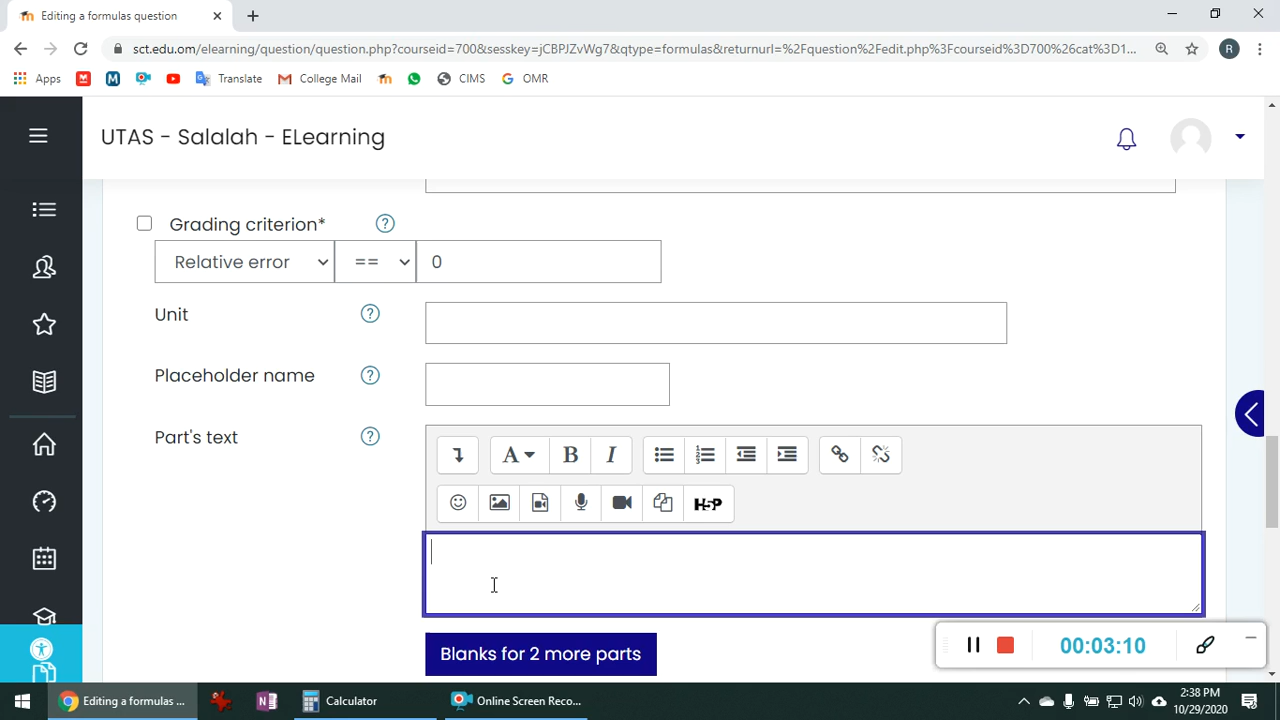 Editing a formulas question
sct.edu.om/elearning/question/question.php?courseid=700&sesskey=jCBPJZvWg7&qtype=formulas&returnurl=%2Fquestion%2Fedit.php%3Fcourseid%3D700%26cat%3D1...
R
Apps
Translate
College Mail
CIMS
OMR
UTAS - Salalah - ELearning
Grading criterion*
Relative error == 0
Unit
Placeholder name
Part's text
A B I
H5P
Blanks for 2 more parts
00:03:10
Editing a formulas ...
Calculator
Online Screen Reco...
2:38 PM
10/29/2020